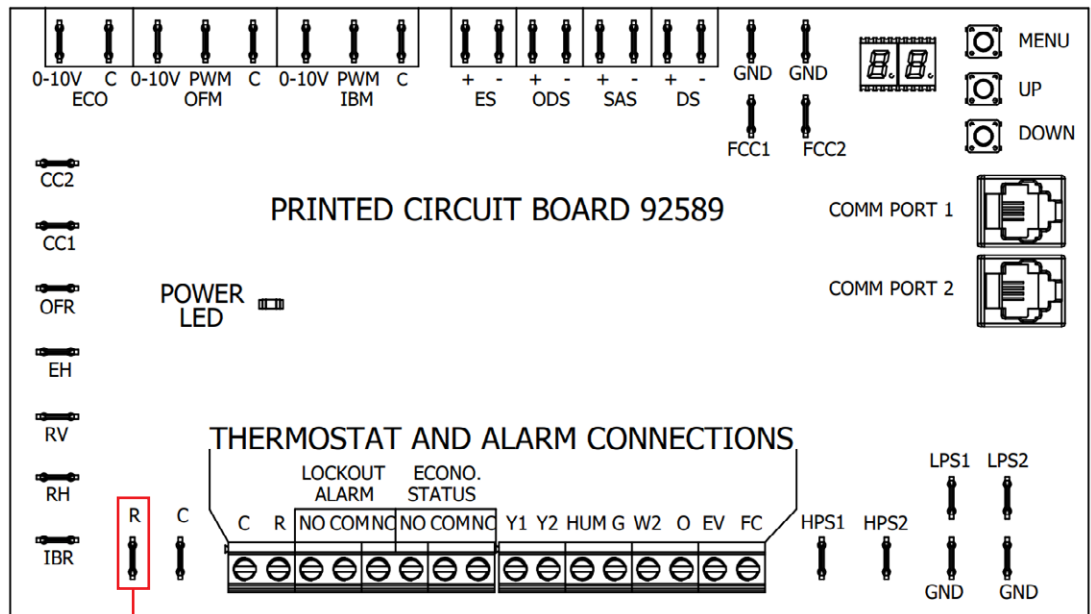 0-10V C 0-10V PWM C 0-10V PWM C + - + - + - + - GND GND 8.8. MENU
ECO OFM IBM ES ODS SAS DS UP
FCC1 FCC2 DOWN
CC2
PRINTED CIRCUIT BOARD 92589 COMM PORT 1
CC1
POWER
LED
COMM PORT 2
OFR
EH
RV
THERMOSTAT AND ALARM CONNECTIONS
RH
LOCKOUT
ALARM
ECONO.
STATUS
LPS1 LPS2
R C C R NO COM NC NO COM NC Y1 Y2 HUM G W2 O EV FC HPS1 HPS2
IBR
GND GND